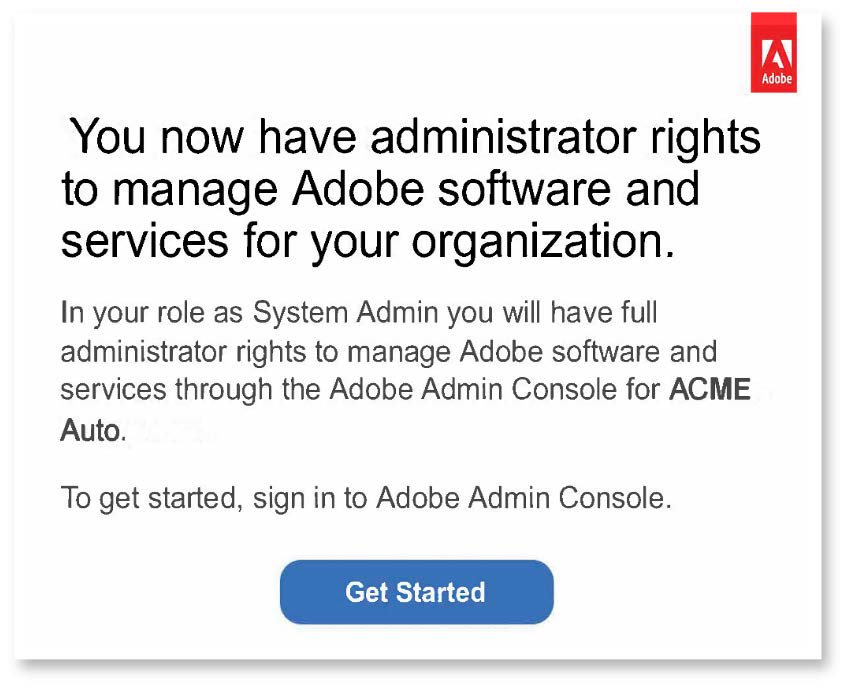 Adobe
You now have administrator rights
to manage Adobe software and
services for your organization.
In your role as System Admin you will have full
administrator rights to manage Adobe software and
services through the Adobe Admin Console for ACME
Auto.
To get started, sign in to Adobe Admin Console.
Get Started